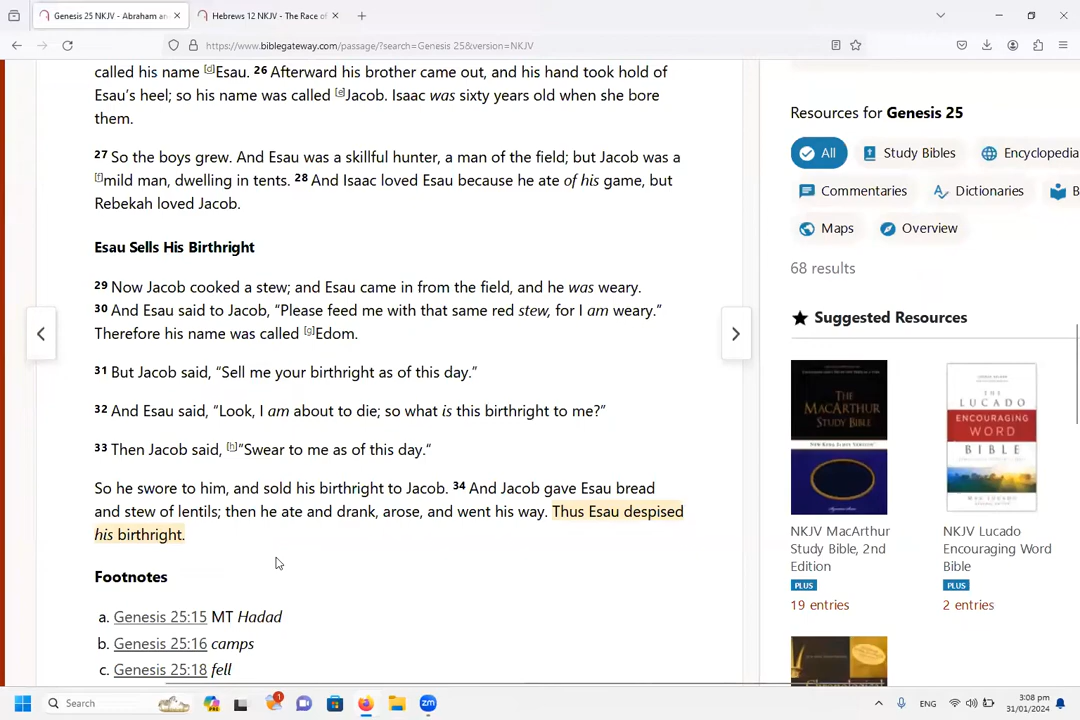 Genesis 25 NKJV - Abraham an
Hebrews 12 NKJV - The Race of
https://www.biblegateway.com/passage/?search=Genesis 25&version=NKJV
called his name [d]Esau. 26 Afterward his brother came out, and his hand took hold of
Esau's heel; so his name was called [e]Jacob. Isaac was sixty years old when she bore
them.
27 So the boys grew. And Esau was a skillful hunter, a man of the field; but Jacob was a
[f]mild man, dwelling in tents. 28 And Isaac loved Esau because he ate of his game, but
Rebekah loved Jacob.
Esau Sells His Birthright
29 Now Jacob cooked a stew; and Esau came in from the field, and he was weary.
30 And Esau said to Jacob, “Please feed me with that same red stew, for I am weary.”
Therefore his name was called [g]Edom.
31 But Jacob said, “Sell me your birthright as of this day.”
32 And Esau said, “Look, I am about to die; so what is this birthright to me?”
33 Then Jacob said, [h]“Swear to me as of this day.”
So he swore to him, and sold his birthright to Jacob. 34 And Jacob gave Esau bread
and stew of lentils; then he ate and drank, arose, and went his way. Thus Esau despised
his birthright.
Footnotes
a. Genesis 25:15 MT Hadad
b. Genesis 25:16 camps
c. Genesis 25:18 fell
Resources for Genesis 25
All
Study Bibles
Encyclopedia
Commentaries
Dictionaries
B
Maps
Overview
68 results
Suggested Resources
THE
MACARTHUR
STUDY BIBLE
THE
LUCADO
ENCOURAGING
WORD
BIBLE
NKJV MacArthur
Study Bible, 2nd
Edition
PLUS
19 entries
NKJV Lucado
Encouraging Word
Bible
PLUS
2 entries
Search
1
zm
ENG
3:08 pm
31/01/2024